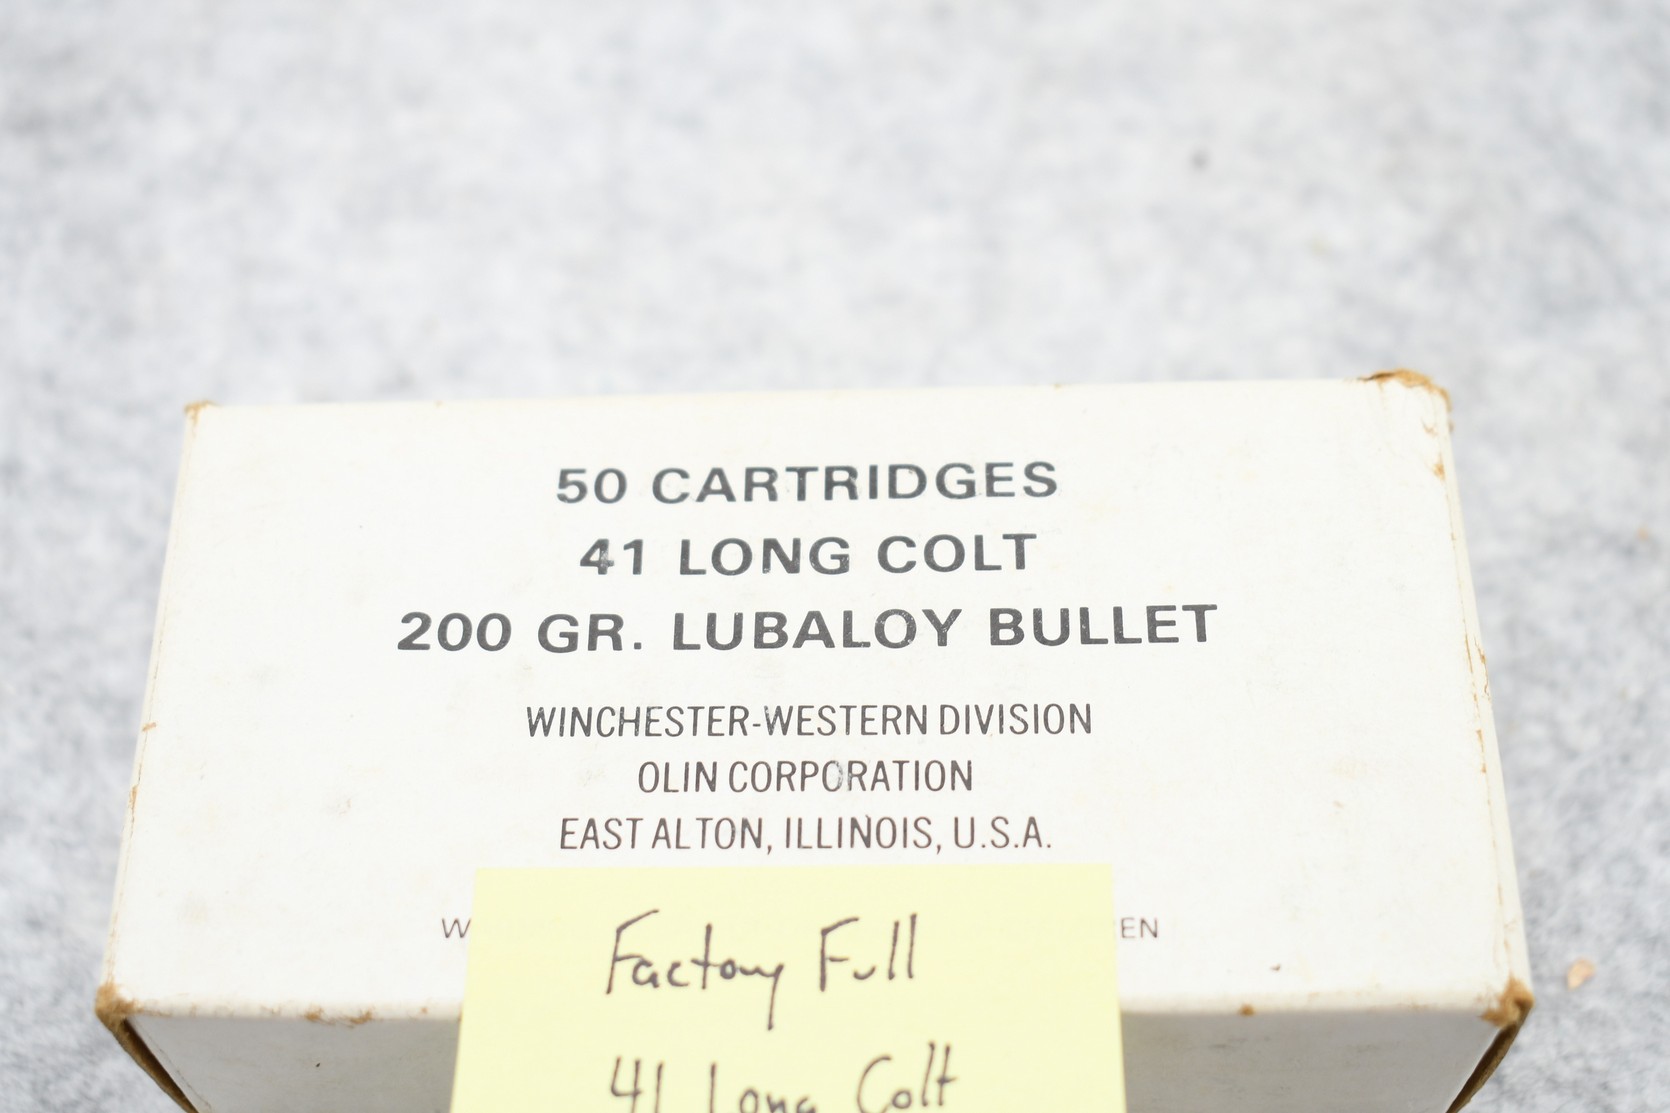 50 CARTRIDGES
41 LONG COLT
200 GR. LUBALOY BULLET
WINCHESTER-WESTERN DIVISION
OLIN CORPORATION
EAST ALTON, ILLINOIS, U.S.A.
Factory Full
41 Long Colt